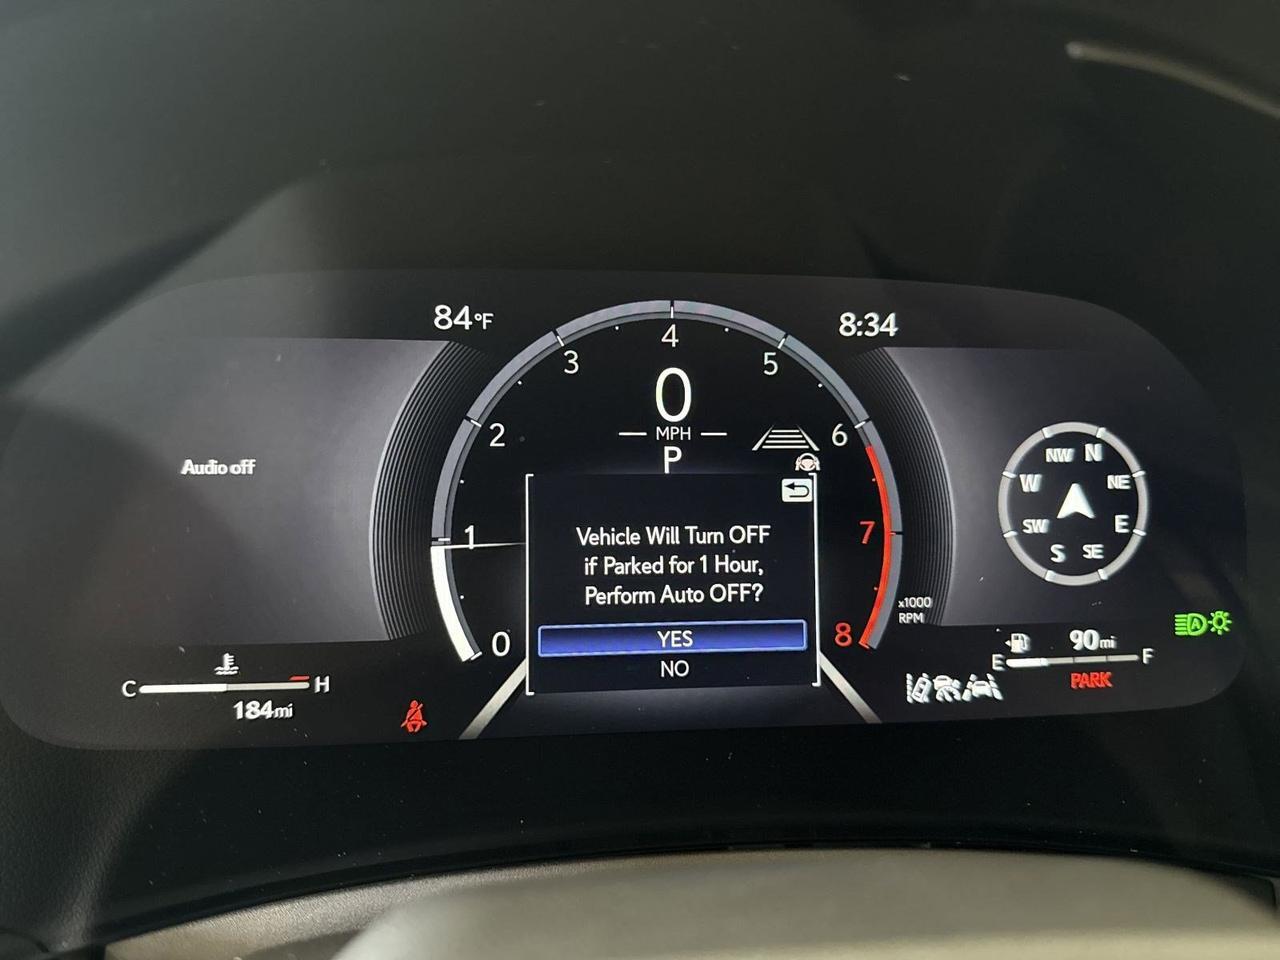 84°F
8:34
4
3
5
0
2
MPH
6
P
Audio off
NW N
W NE
SW E
S SE
1
7
Vehicle Will Turn OFF
if Parked for 1 Hour,
Perform Auto OFF?
YES
NO
x1000
RPM
0
8
A
90mi
E F
PARK
C H
184mi